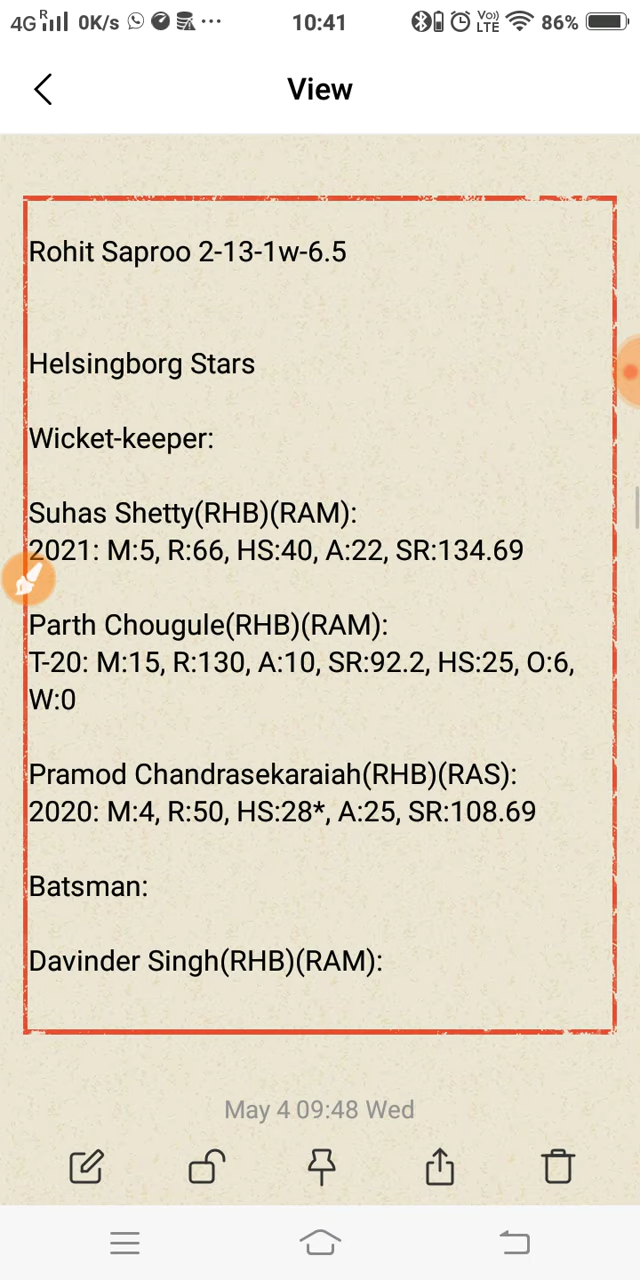 4G R 0K/s ... 10:41 Vo) LTE 86%
View
Rohit Saproo 2-13-1w-6.5
Helsingborg Stars
Wicket-keeper:
Suhas Shetty(RHB)(RAM):
2021: M:5, R:66, HS:40, A:22, SR:134.69
Parth Chougule(RHB)(RAM):
T-20: M:15, R:130, A:10, SR:92.2, HS:25, O:6,
W:0
Pramod Chandrasekaraiah(RHB)(RAS):
2020: M:4, R:50, HS:28*, A:25, SR:108.69
Batsman:
Davinder Singh(RHB)(RAM):
May 4 09:48 Wed